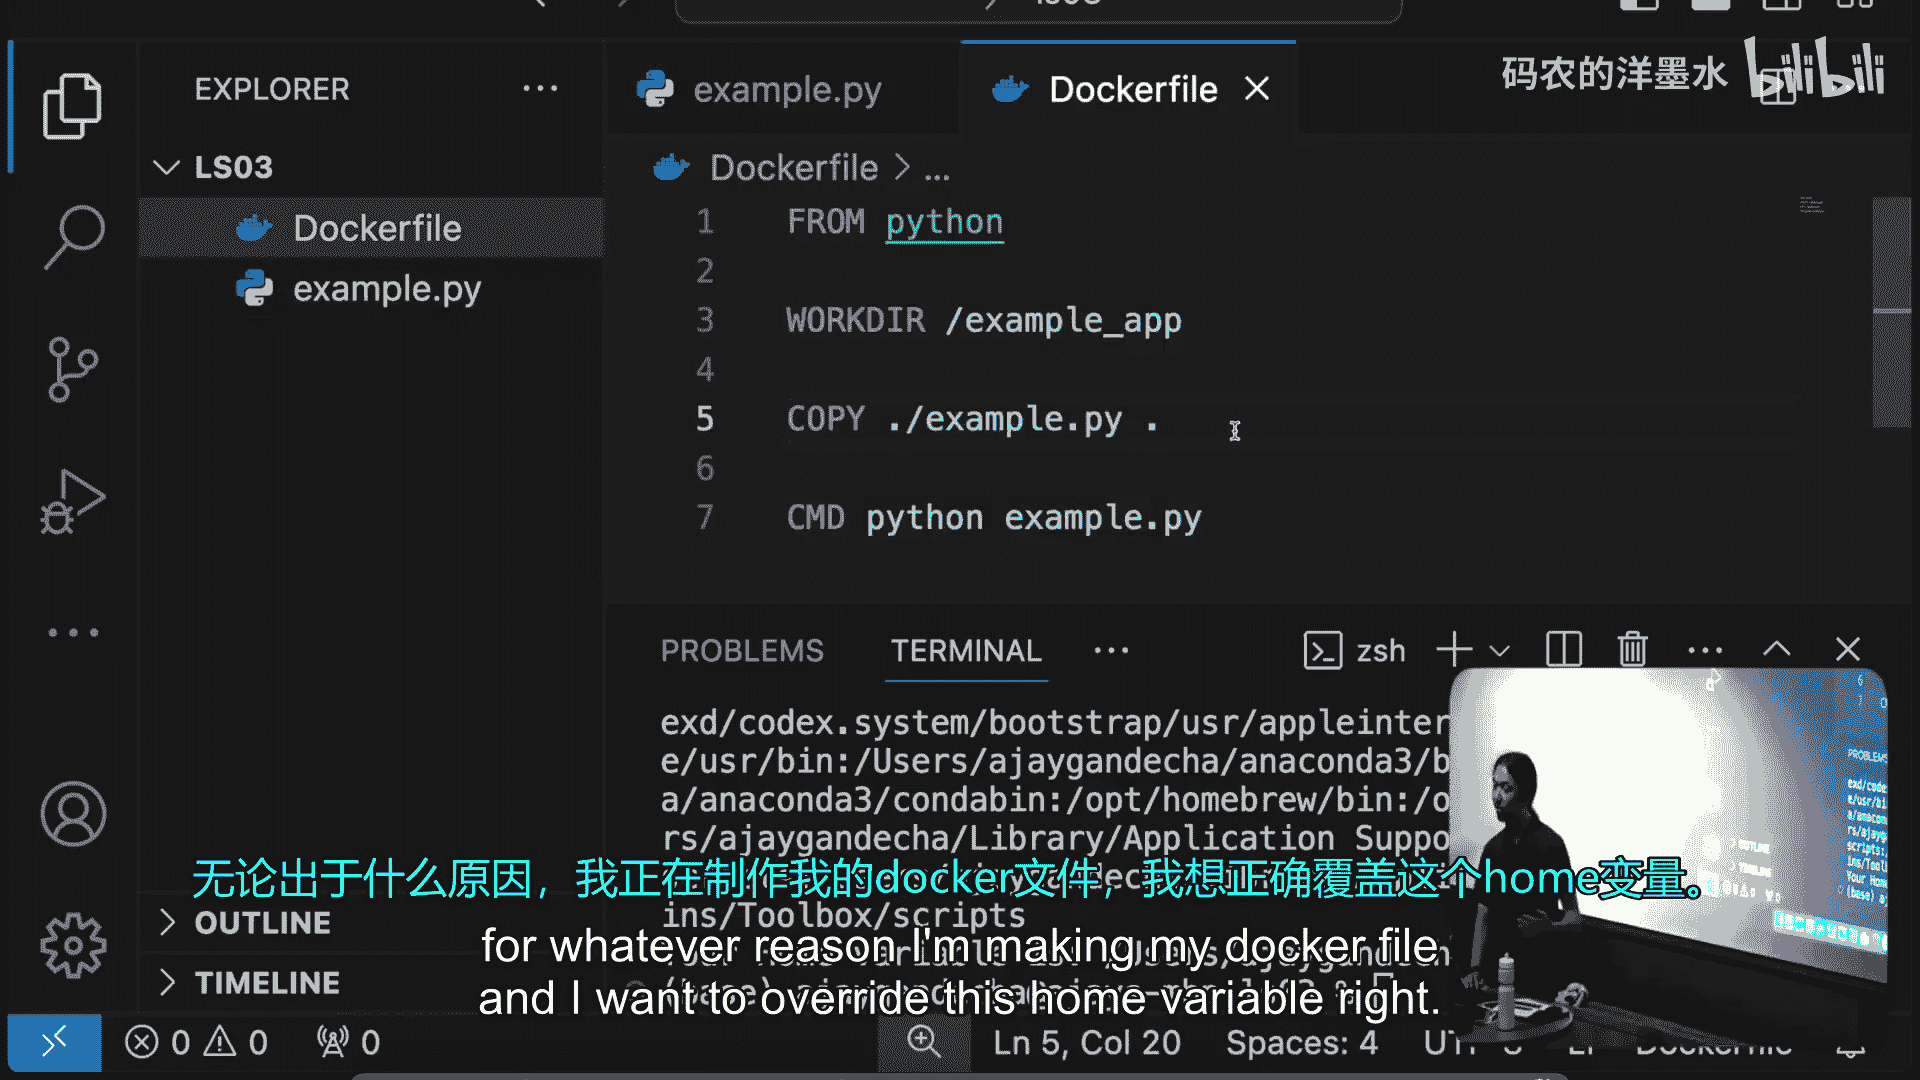 码农的洋墨水 bilibili
EXPLORER
LS03
Dockerfile
example.py
OUTLINE
TIMELINE
example.py
Dockerfile
Dockerfile > ...
1 FROM python
2
3 WORKDIR /example_app
4
5 COPY ./example.py .
6
7 CMD python example.py
PROBLEMS TERMINAL zsh
exd/codex.system/bootstrap/usr/appleinter
e/usr/bin:/Users/ajaygandecha/anaconda3/b
a/anaconda3/condabin:/opt/homebrew/bin:/o
rs/ajaygandecha/Library/Application Suppo
ins/Toolbox/scripts
无论出于什么原因，我正在制作我的docker文件，我想正确覆盖这个home变量。
for whatever reason I'm making my docker file
and I want to override this home variable right.
0 0 0
Ln 5, Col 20 Spaces: 4